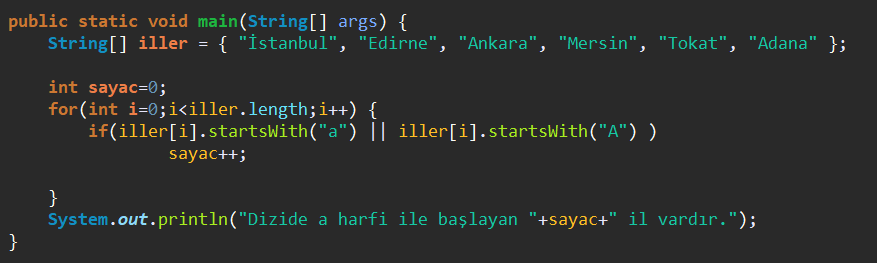 public static void main(String[] args) {
    String[] iller = { "İstanbul", "Edirne", "Ankara", "Mersin", "Tokat", "Adana" };

    int sayac=0;
    for(int i=0;i<iller.length;i++) {
        if(iller[i].startsWith("a") || iller[i].startsWith("A") )
                sayac++;

    }
    System.out.println("Dizide a harfi ile başlayan "+sayac+" il vardır.");
}